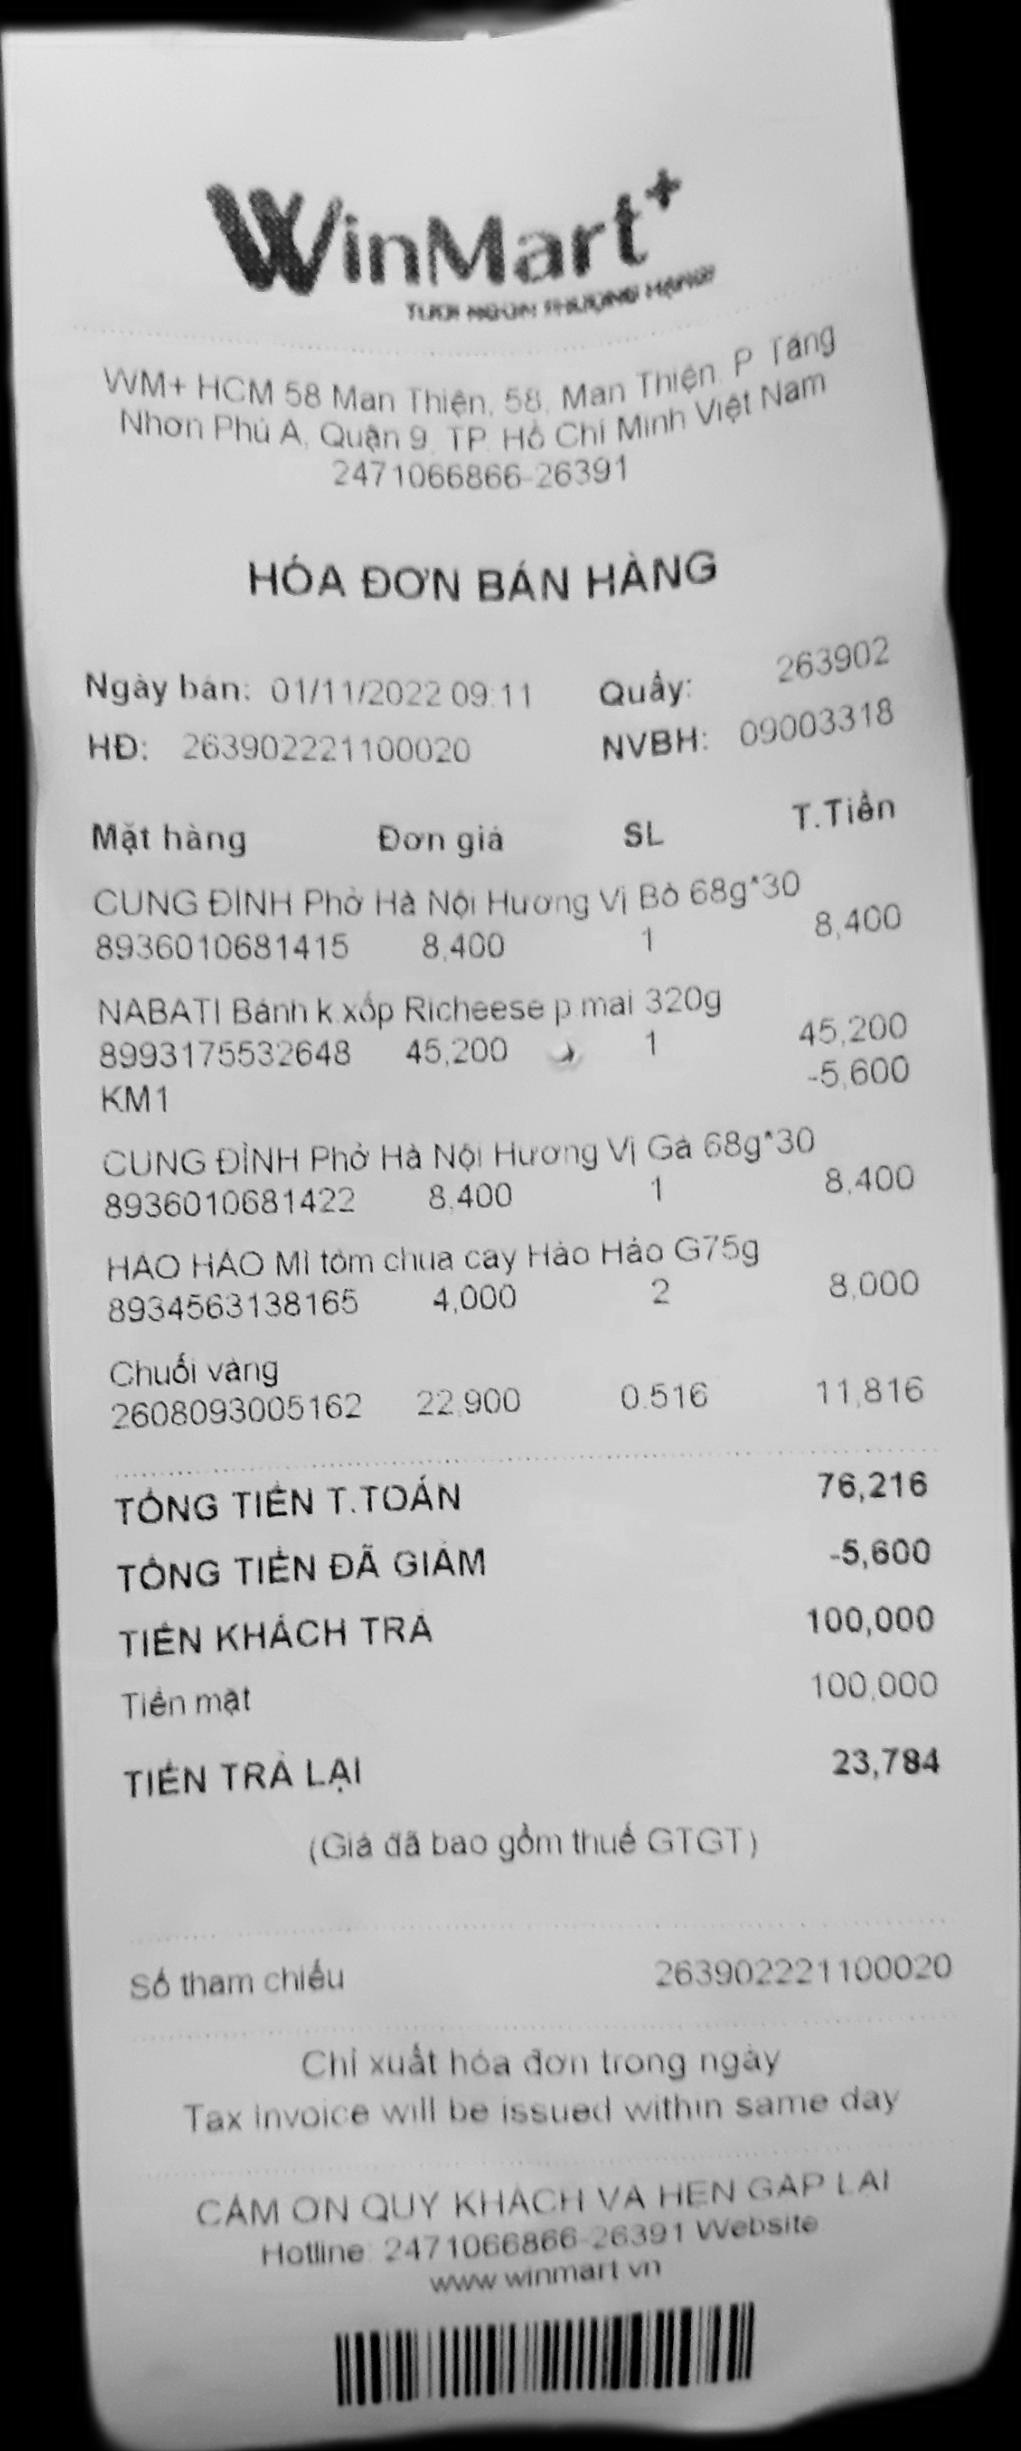 WinMart+
TƯƠI NGON THƯỢNG HẠNG!
WM+ HCM 58 Man Thiện, 58, Man Thiện, P. Tăng
Nhơn Phú A, Quận 9, TP. Hồ Chí Minh Việt Nam
2471066866-26391
HÓA ĐƠN BÁN HÀNG
Ngày bán: 01/11/2022 09:11 Quầy: 263902
HĐ: 263902221100020 NVBH: 09003318
Mặt hàng Đơn giá SL T.Tiền
CUNG ĐÌNH Phở Hà Nội Hương Vị Bò 68g*30
8936010681415 8,400 1 8,400
NABATI Bánh k.xốp Richeese p.mai 320g
8993175532648 45,200 1 45,200
KM1 -5,600
CUNG ĐÌNH Phở Hà Nội Hương Vị Gà 68g*30
8936010681422 8,400 1 8,400
HẢO HẢO Mì tôm chua cay Hảo Hảo G75g
8934563138165 4,000 2 8,000
Chuối vàng
2608093005162 22,900 0.516 11,816
TỔNG TIỀN T.TOÁN 76,216
TỔNG TIỀN ĐÃ GIẢM -5,600
TIỀN KHÁCH TRẢ 100,000
Tiền mặt 100,000
TIỀN TRẢ LẠI 23,784
(Giá đã bao gồm thuế GTGT)
Số tham chiếu 263902221100020
Chỉ xuất hóa đơn trong ngày
Tax invoice will be issued within same day
CẢM ƠN QUÝ KHÁCH VÀ HẸN GẶP LẠI
Hotline: 2471066866-26391 Website:
www.winmart.vn